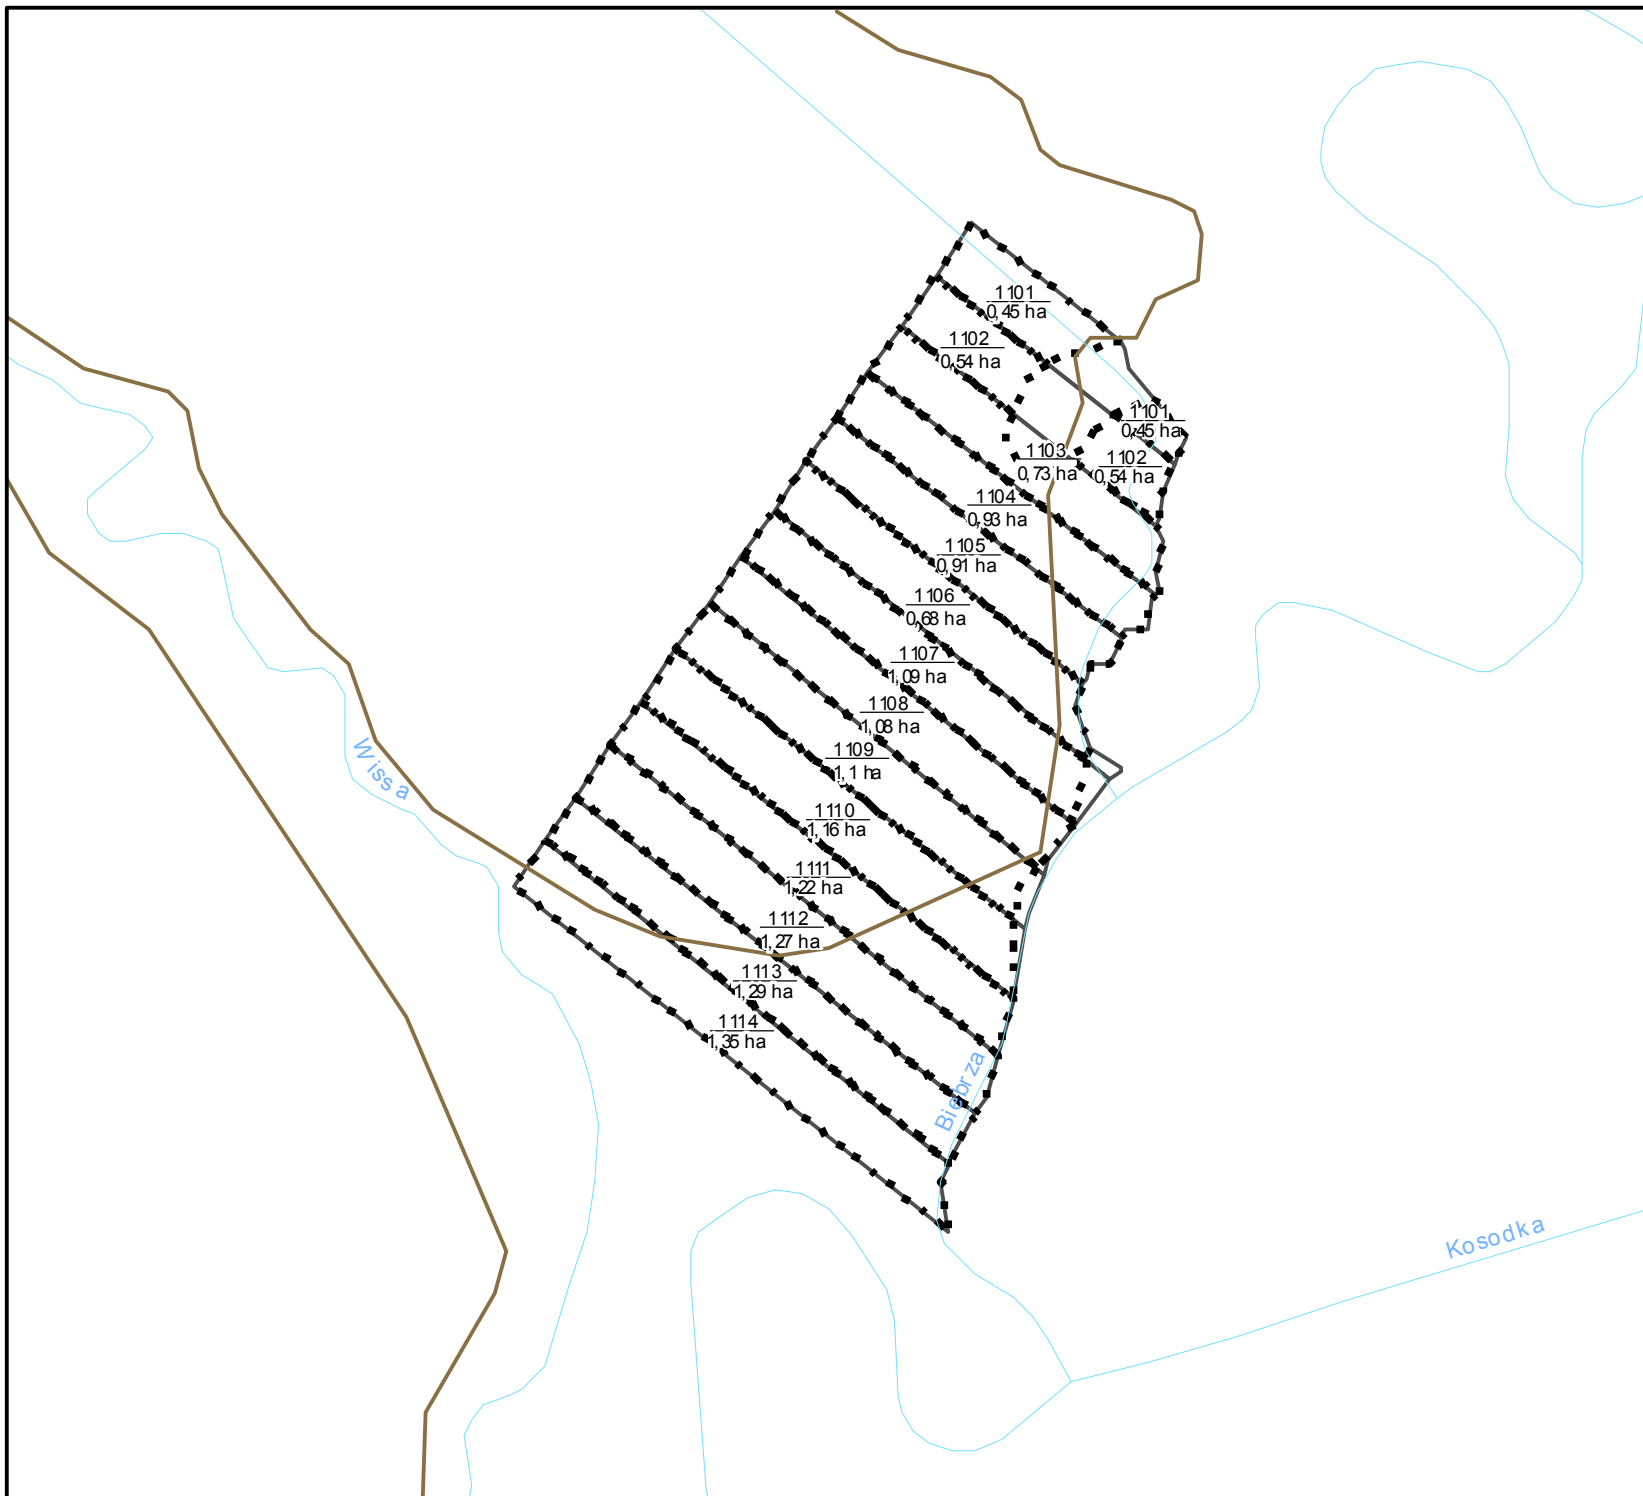 1101
0,45 ha
1102
0,54 ha
1101
0,45 ha
1103
0,73 ha
1102
0,54 ha
1104
0,93 ha
1105
0,91 ha
1106
0,68 ha
1107
1,09 ha
1108
1,08 ha
1109
1,1 ha
1110
1,16 ha
1111
1,22 ha
1112
1,27 ha
1113
1,29 ha
1114
1,35 ha
Wissa
Biebrza
Kosodka